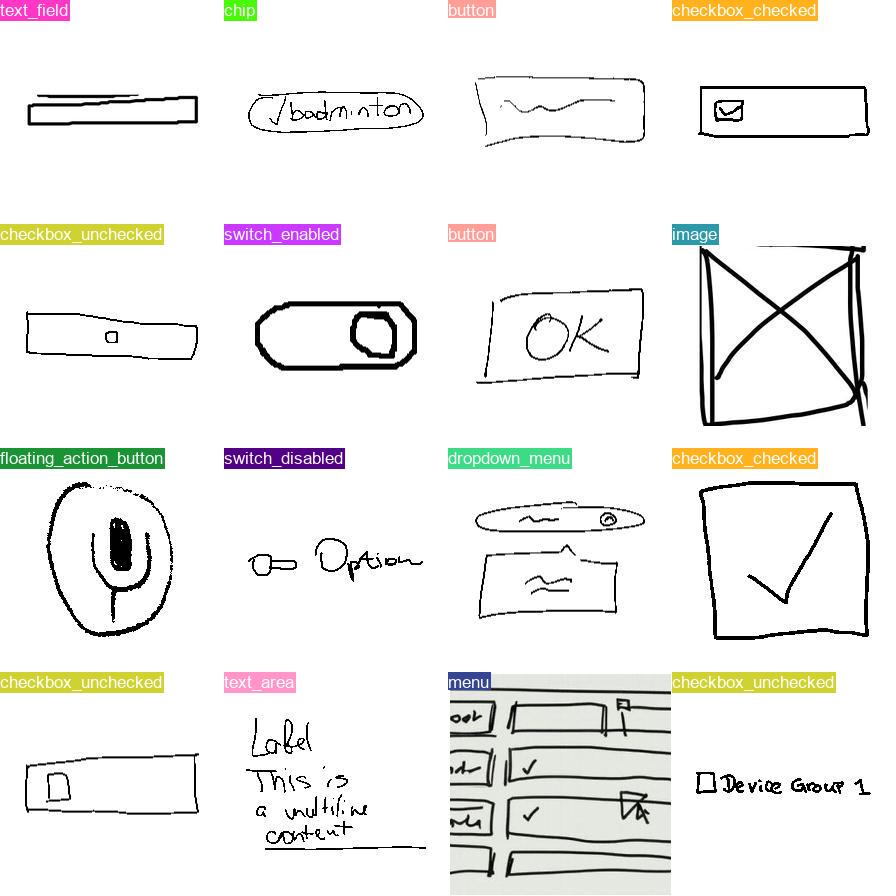 text_field
chip
button
checkbox_checked
badminton
checkbox_unchecked
switch_enabled
button
image
OK
floating_action_button
switch_disabled
dropdown_menu
checkbox_checked
Option
checkbox_unchecked
text_area
menu
checkbox_unchecked
Label
This is
a multiline
content
Device Group 1